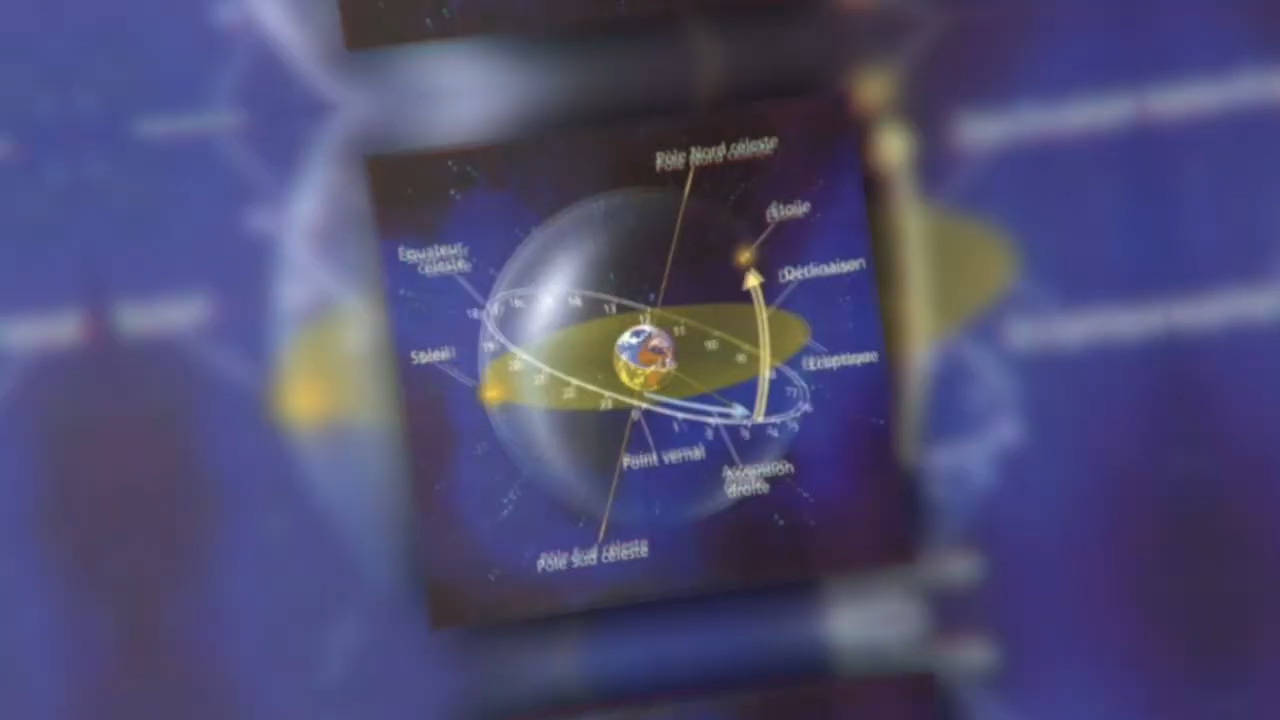 Pôle Nord céleste
Étoile
Équateur
céleste
Déclinaison
Soleil
Écliptique
Point vernal
Ascension
droite
Pôle Sud céleste